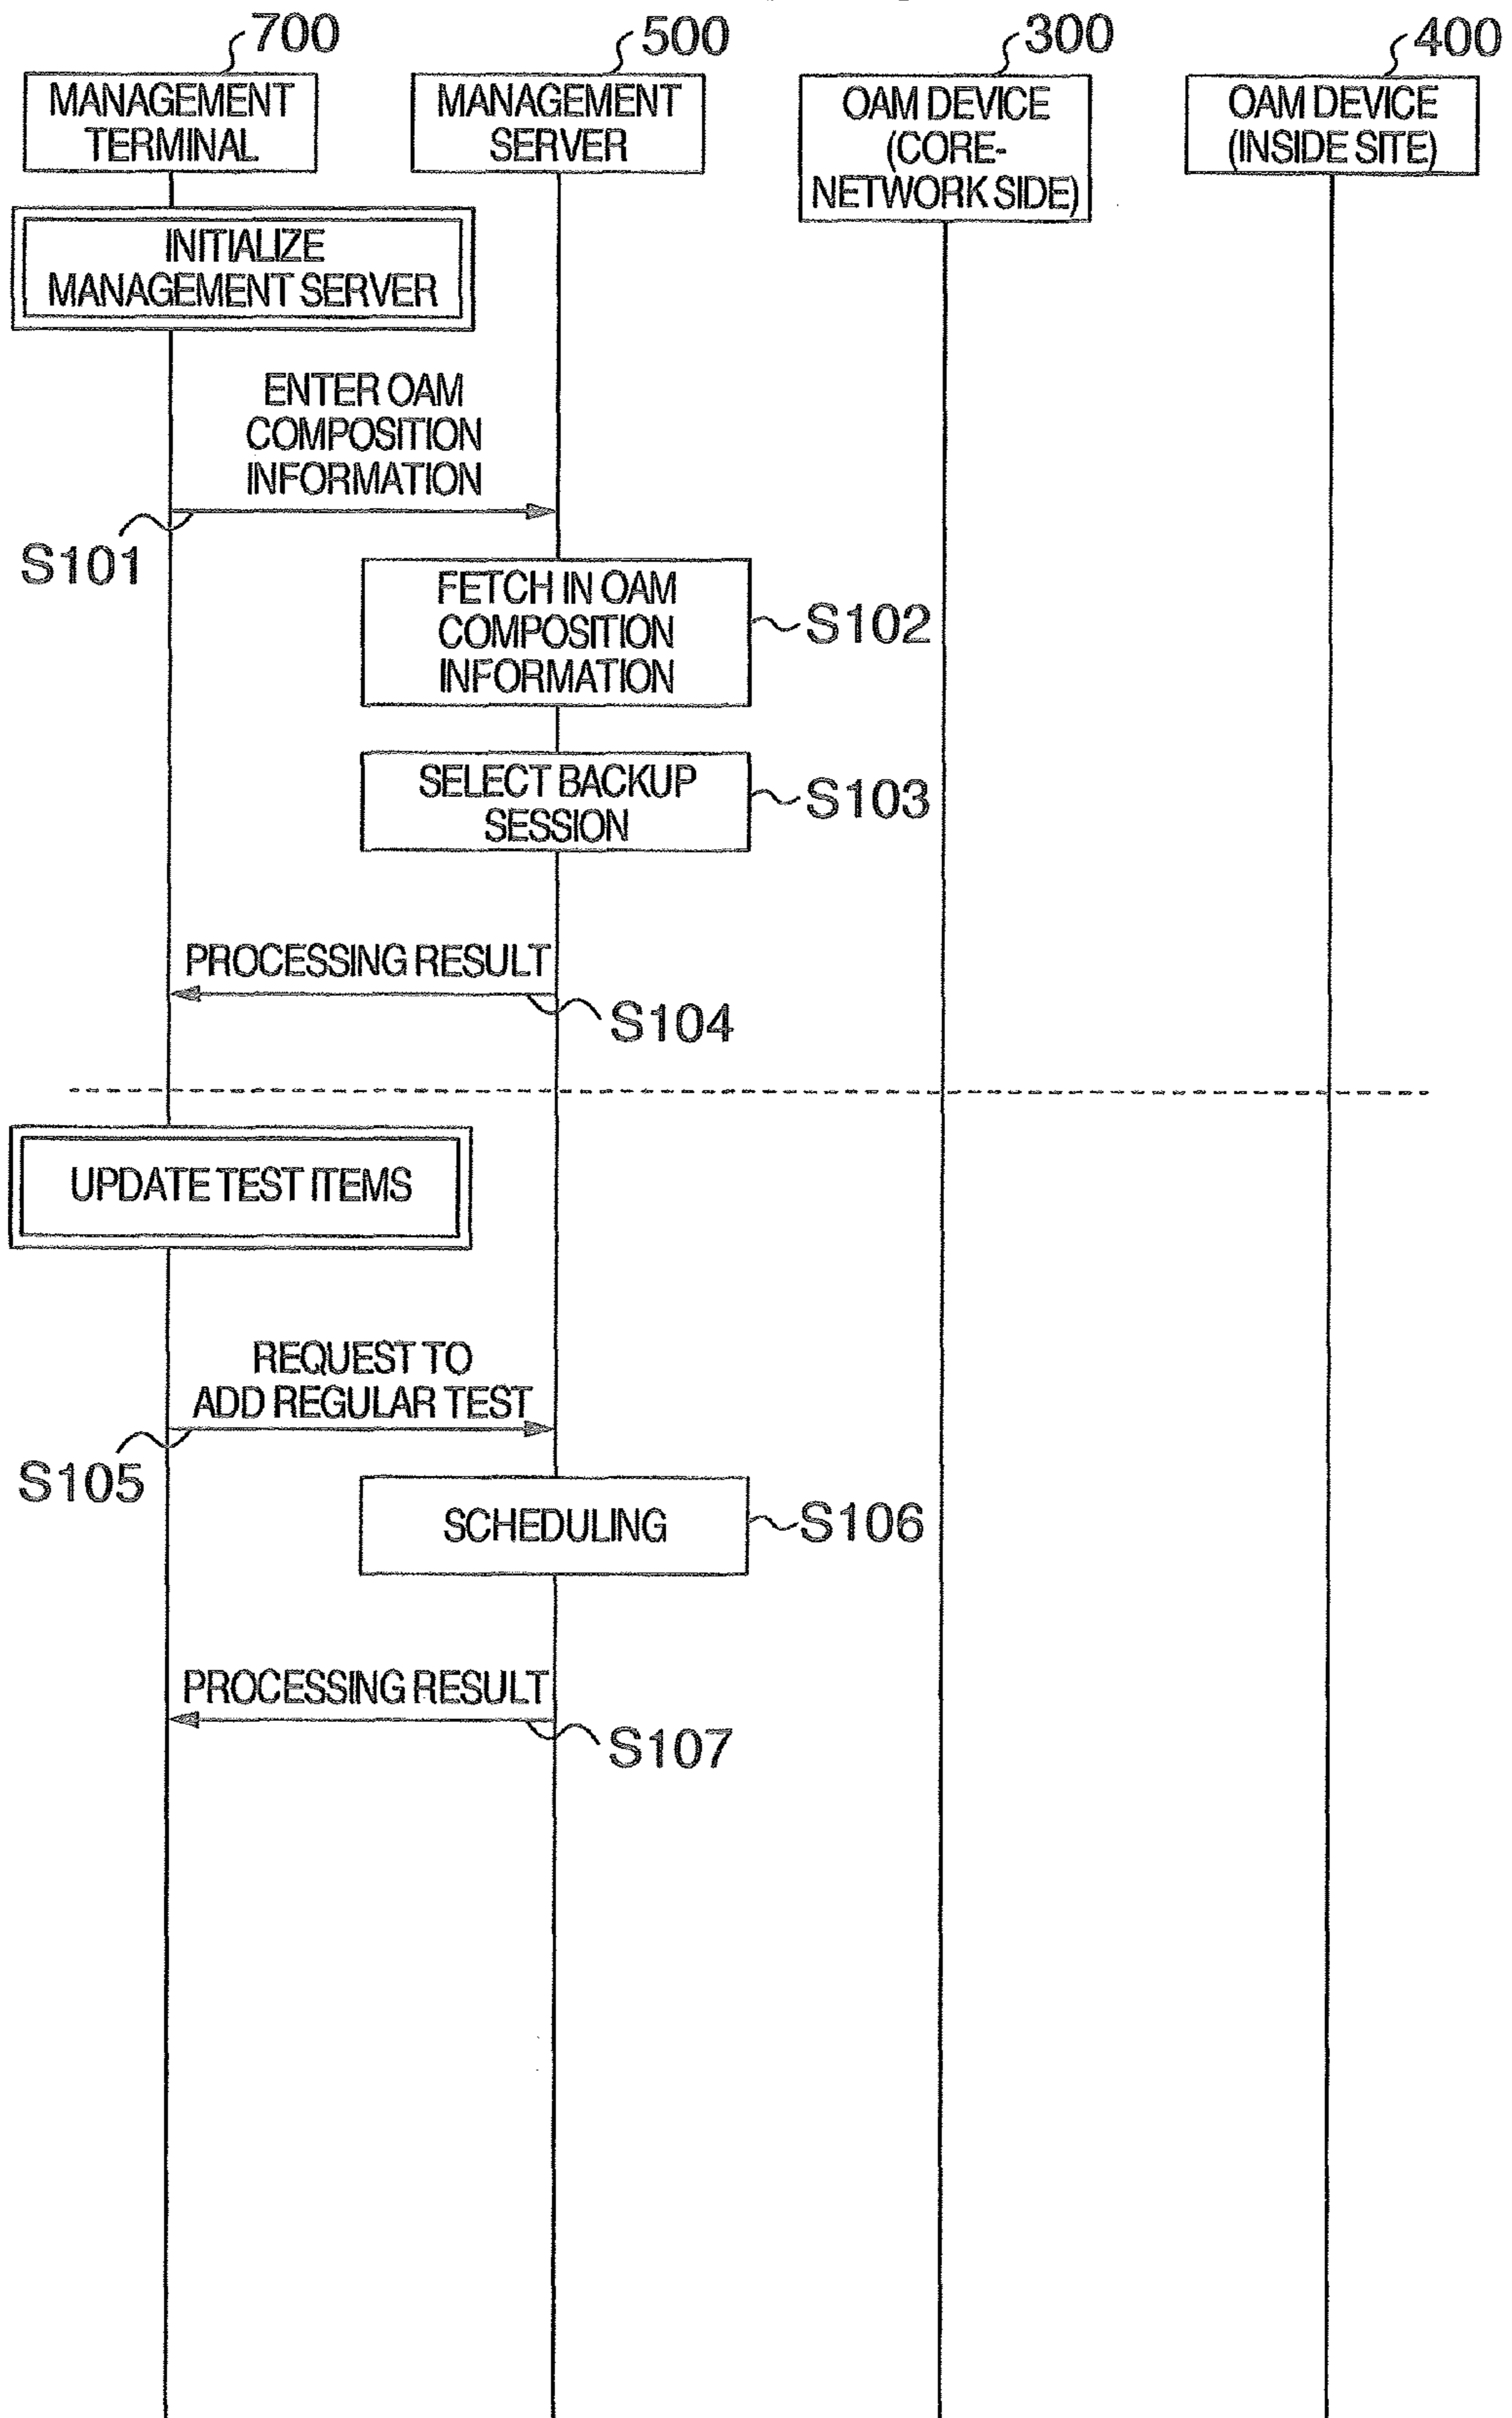 700
500
300
400
MANAGEMENT
TERMINAL
MANAGEMENT
SERVER
OAM DEVICE
(CORE-
NETWORK SIDE)
OAM DEVICE
(INSIDE SITE)
INITIALIZE
MANAGEMENT SERVER
ENTER OAM
COMPOSITION
INFORMATION
S101
FETCH IN OAM
COMPOSITION
INFORMATION
S102
SELECT BACKUP
SESSION
S103
PROCESSING RESULT
S104
UPDATE TEST ITEMS
REQUEST TO
ADD REGULAR TEST
S105
SCHEDULING
S106
PROCESSING RESULT
S107